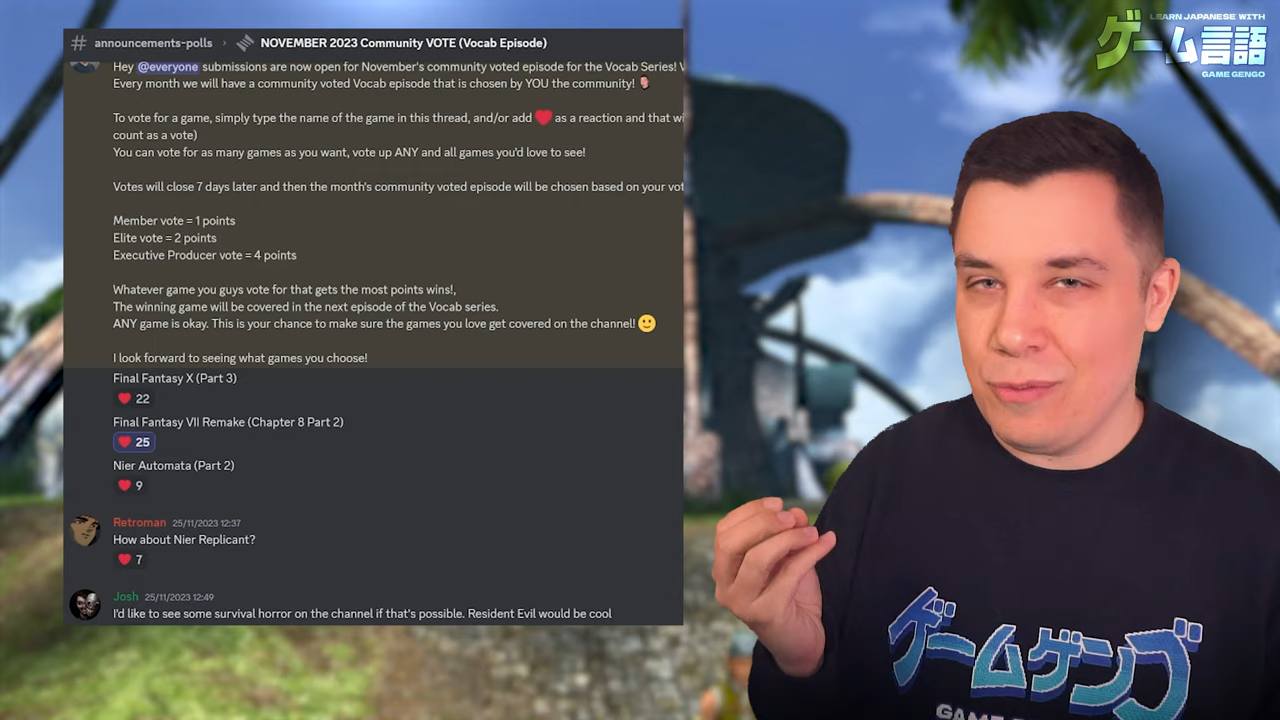 # announcements-polls › NOVEMBER 2023 Community VOTE (Vocab Episode)
Hey @everyone submissions are now open for November's community voted episode for the Vocab Series!
Every month we will have a community voted Vocab episode that is chosen by YOU the community!
To vote for a game, simply type the name of the game in this thread, and/or add ❤️ as a reaction and that
count as a vote)
You can vote for as many games as you want, vote up ANY and all games you'd love to see!
Votes will close 7 days later and then the month's community voted episode will be chosen based on your
Member vote = 1 points
Elite vote = 2 points
Executive Producer vote = 4 points
Whatever game you guys vote for that gets the most points wins!,
The winning game will be covered in the next episode of the Vocab series.
ANY game is okay. This is your chance to make sure the games you love get covered on the channel! 🙂
I look forward to seeing what games you choose!
Final Fantasy X (Part 3)
❤️ 22
Final Fantasy VII Remake (Chapter 8 Part 2)
❤️ 25
Nier Automata (Part 2)
❤️ 9
Retroman 25/11/2023 12:37
How about Nier Replicant?
❤️ 7
Josh 25/11/2023 12:49
I'd like to see some survival horror on the channel if that's possible. Resident Evil would be cool
LEARN JAPANESE WITH
ゲーム言語
GAME GENGO
ゲームゲンゴ
GAME